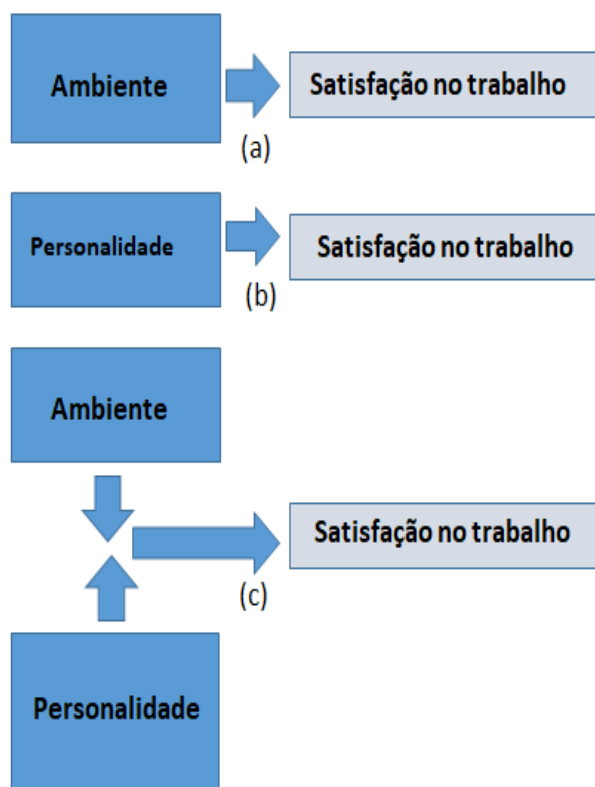 Ambiente
Satisfação no trabalho
(a)
Personalidade
Satisfação no trabalho
(b)
Ambiente
Satisfação no trabalho
(c)
Personalidade